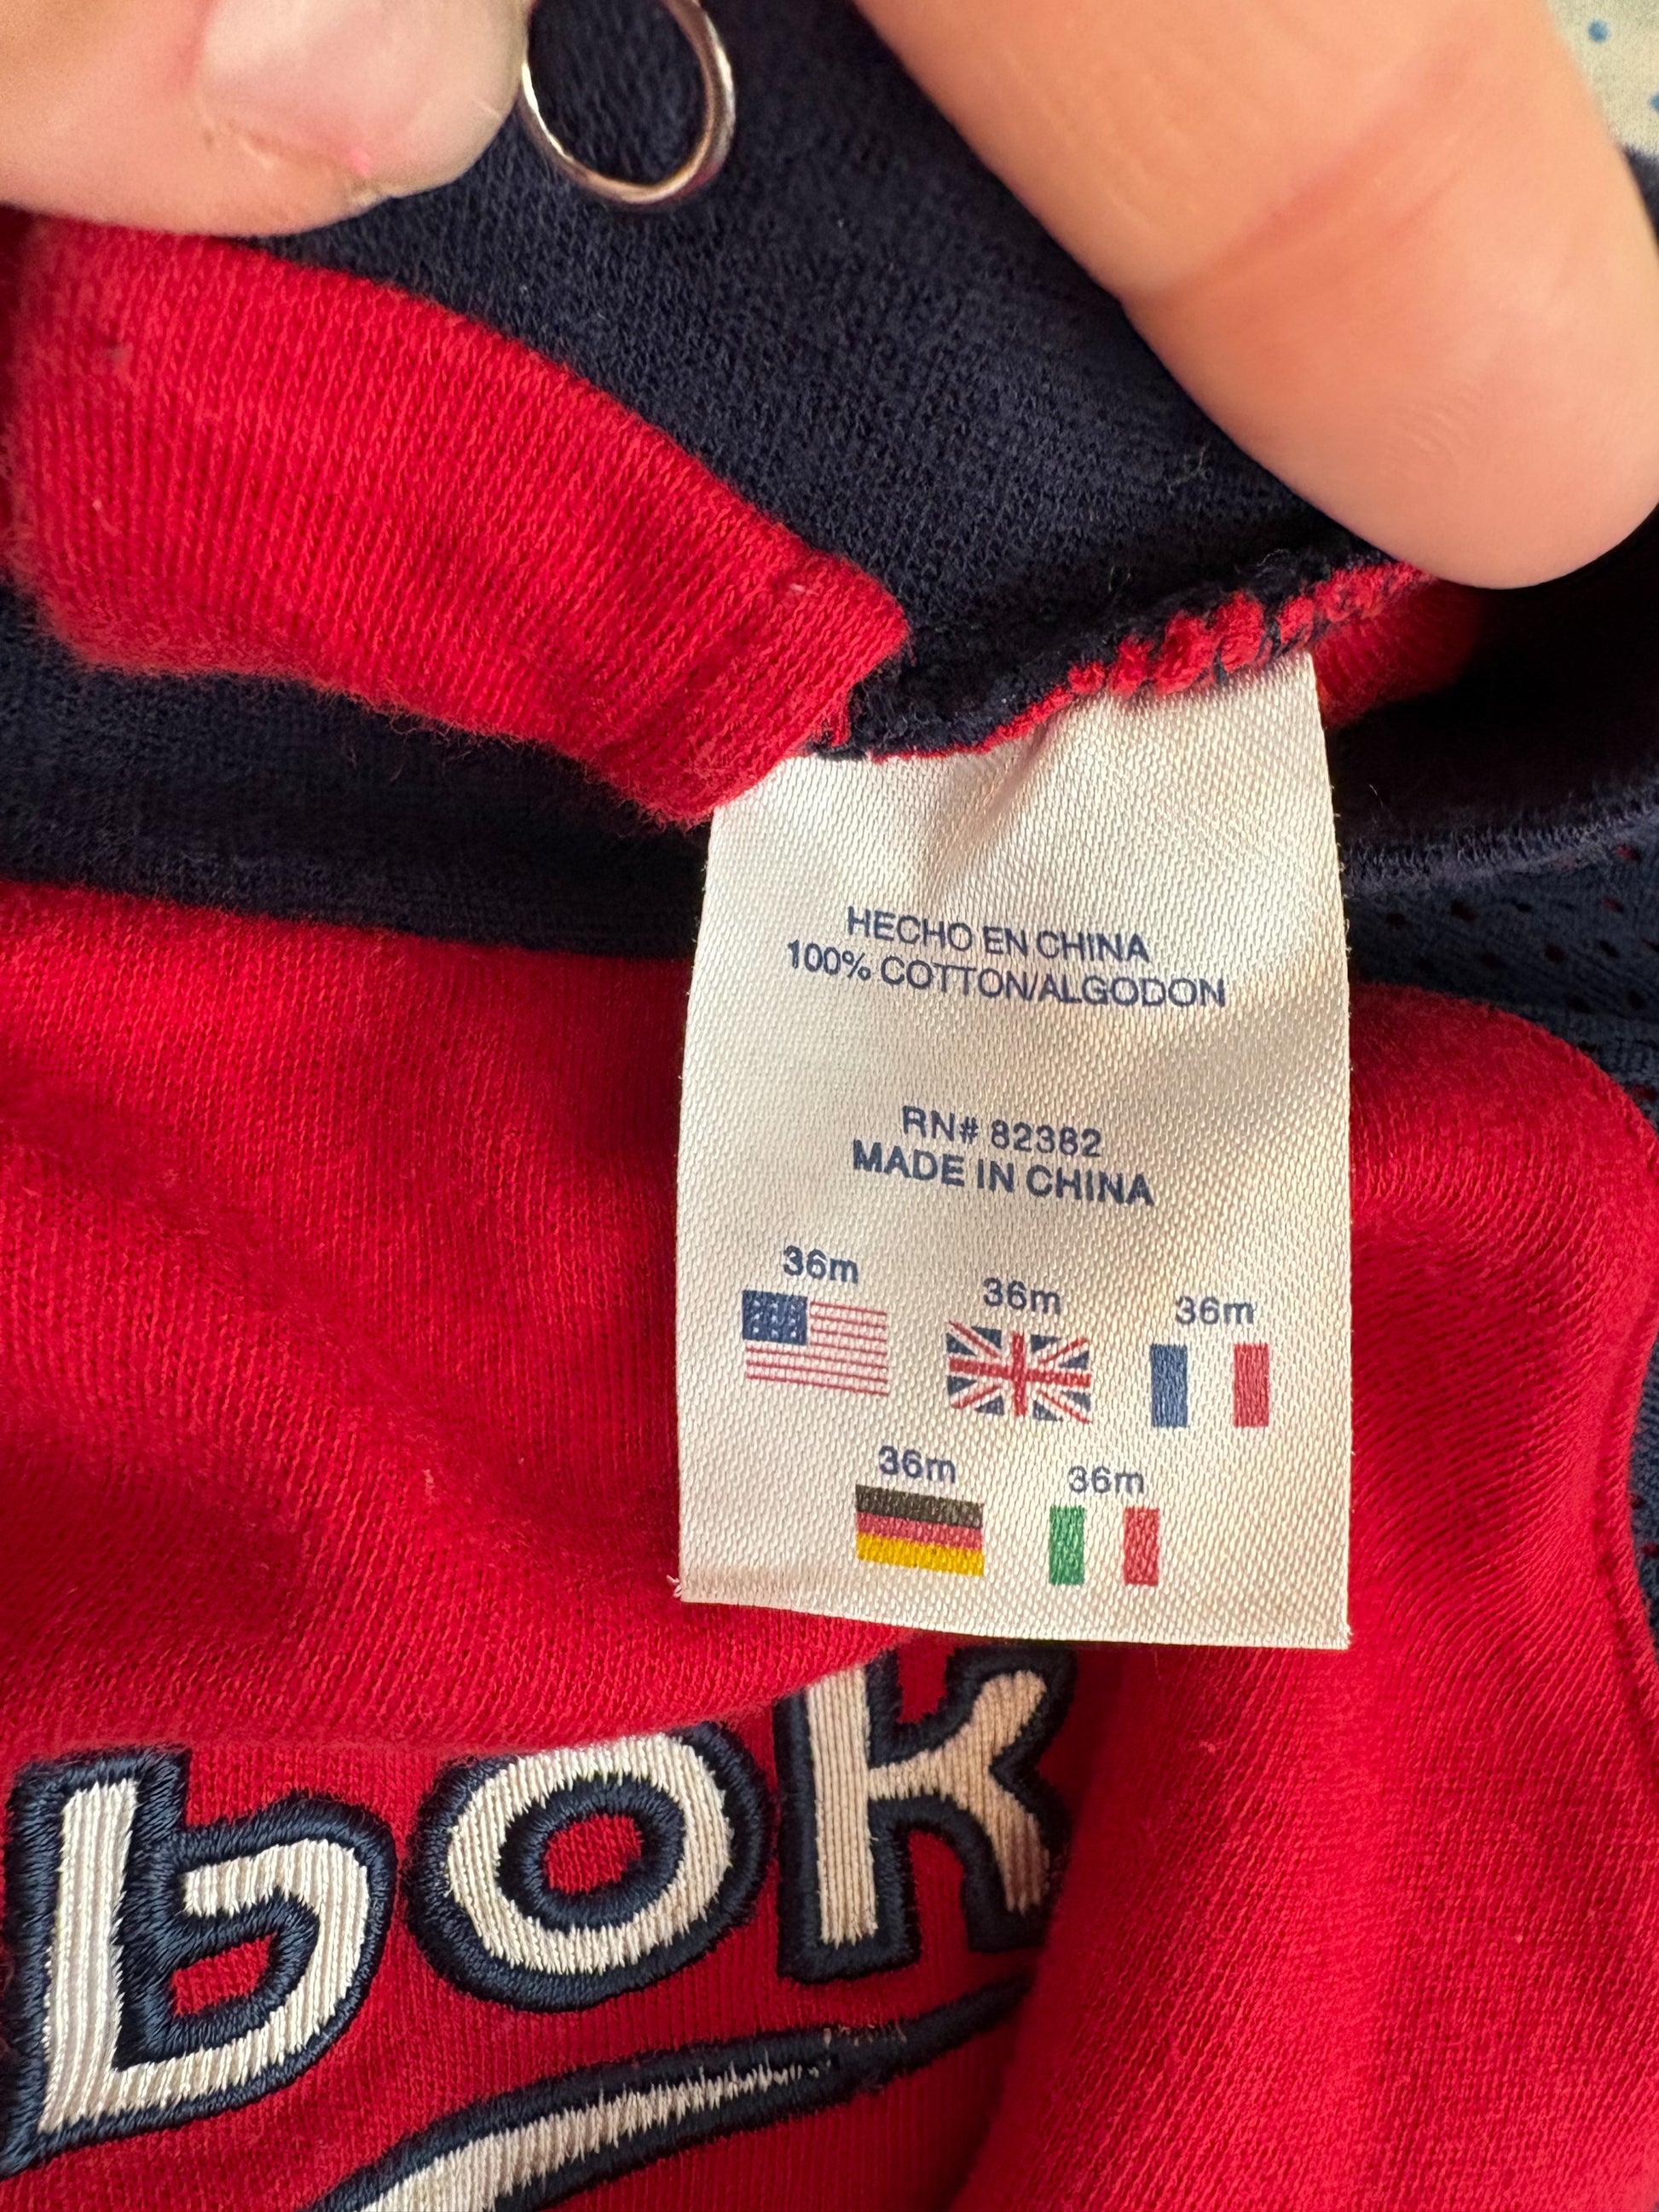 HECHO EN CHINA
100% COTTON/ALGODON
RN# 82382
MADE IN CHINA
36m 36m 36m
36m 36m
bok